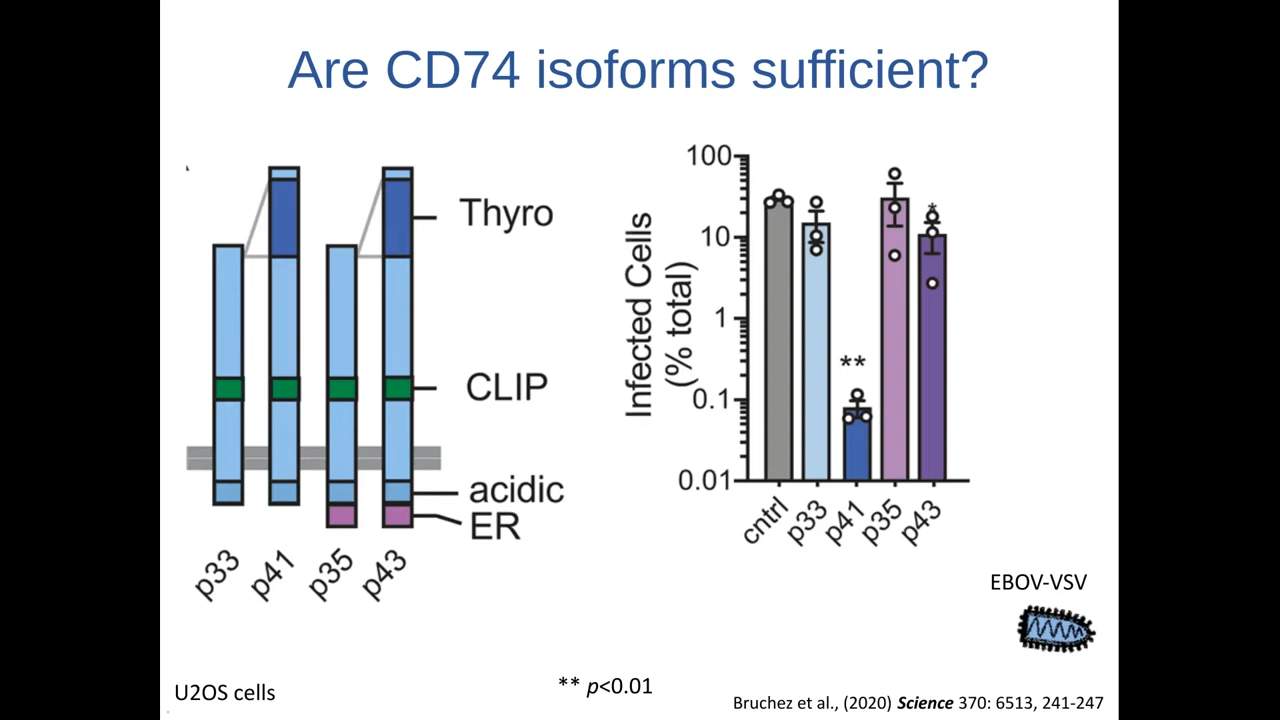 Are CD74 isoforms sufficient?
Thyro
CLIP
acidic
ER
p33
p41
p35
p43
Infected Cells
(% total)
100
10
1
0.1
0.01
**
*
cntrl
p33
p41
p35
p43
EBOV-VSV
U2OS cells
** p<0.01
Bruchez et al., (2020) Science 370: 6513, 241-247